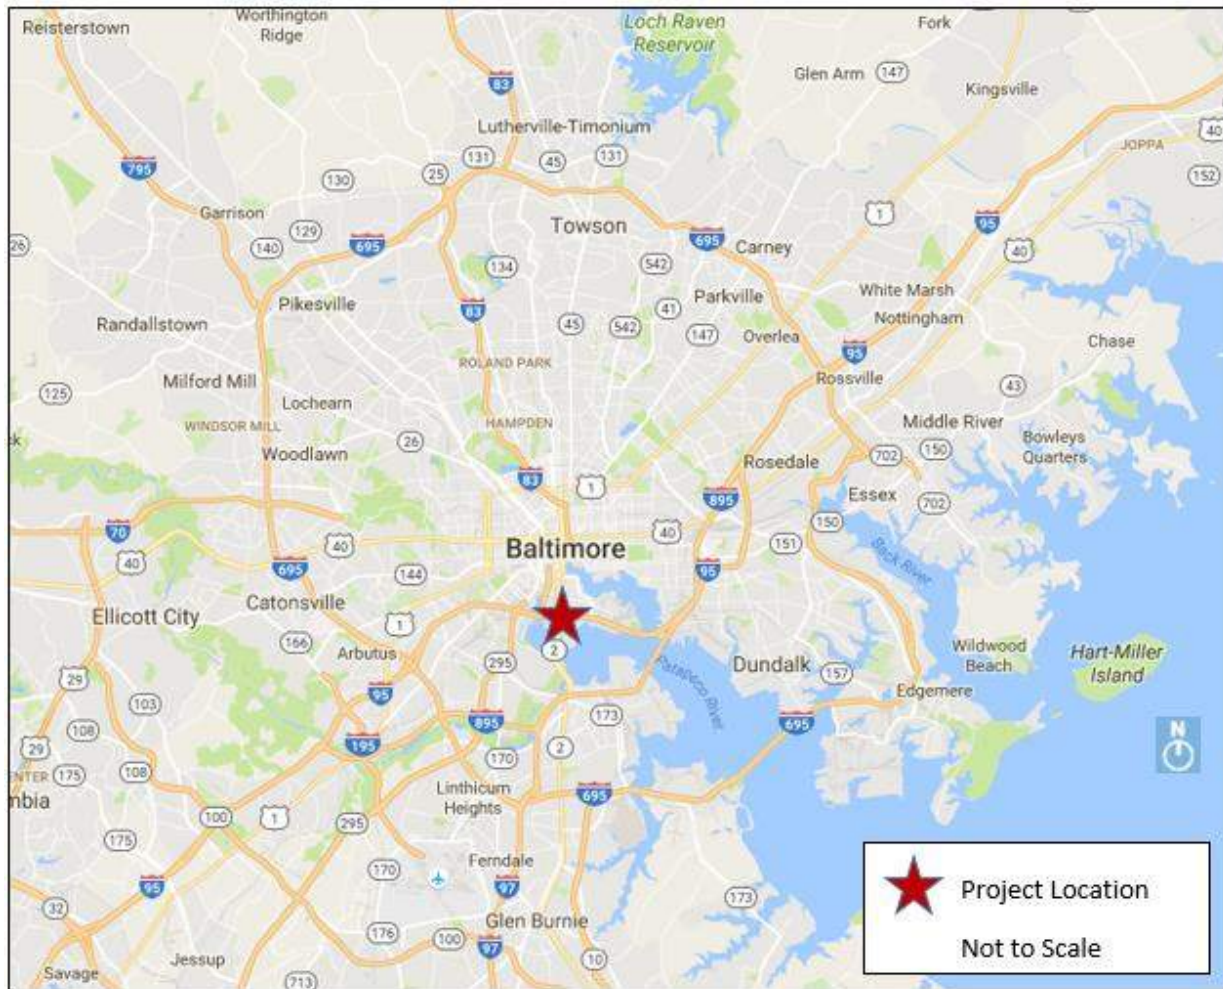 Reisterstown
Worthington
Ridge
Loch Raven
Reservoir
Fork
Glen Arm
147
Kingsville
83
Lutherville-Timonium
40
JOPPA
795
131
45
131
25
130
152
Garrison
129
Towson
1
95
26
140
695
695
Carney
40
134
542
Pikesville
Parkville
White Marsh
83
41
Nottingham
Randallstown
45
542
147
Overlea
Chase
95
ROLAND PARK
Milford Mill
Rossville
43
125
Lochearn
HAMPDEN
Middle River
WINDSOR MILL
26
Bowleys
Quarters
Woodlawn
Rosedale
702
150
83
1
895
Essex
702
70
40
40
150
Baltimore
151
40
695
144
95
Back River
Catonsville
Ellicott City
1
166
Arbutus
2
Wildwood
Beach
Hart-Miller
Island
295
Patapsco River
Dundalk
157
29
95
Edgemere
103
173
895
695
108
195
N
29
2
170
175
108
Linthicum
Heights
695
mbia
100
1
295
175
Ferndale
170
95
97
173
Project Location
32
Glen Burnie
176
100
97
Not to Scale
Jessup
10
Savage
713